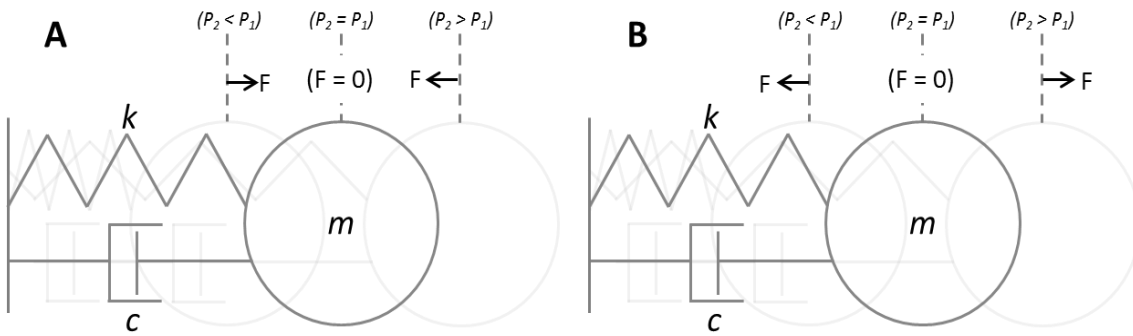 A
(P₂ < P₁) (P₂ = P₁) (P₂ > P₁)
F (F = 0) F
k
m
c
B
(P₂ < P₁) (P₂ = P₁) (P₂ > P₁)
F (F = 0) F
k
m
c